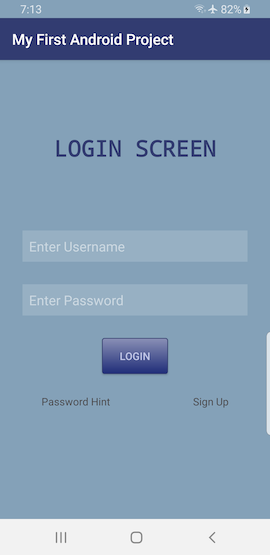 7:13
82%
My First Android Project
LOGIN SCREEN
Enter Username
Enter Password
LOGIN
Password Hint
Sign Up